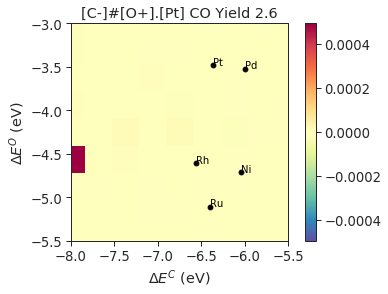 [C-]#[O+].[Pt] CO Yield 2.6
ΔE^O (eV)
−3.0
−3.5
−4.0
−4.5
−5.0
−5.5
Pt
Pd
Rh
Ni
Ru
−8.0 −7.5 −7.0 −6.5 −6.0 −5.5
ΔE^C (eV)
0.0004
0.0002
0.0000
−0.0002
−0.0004